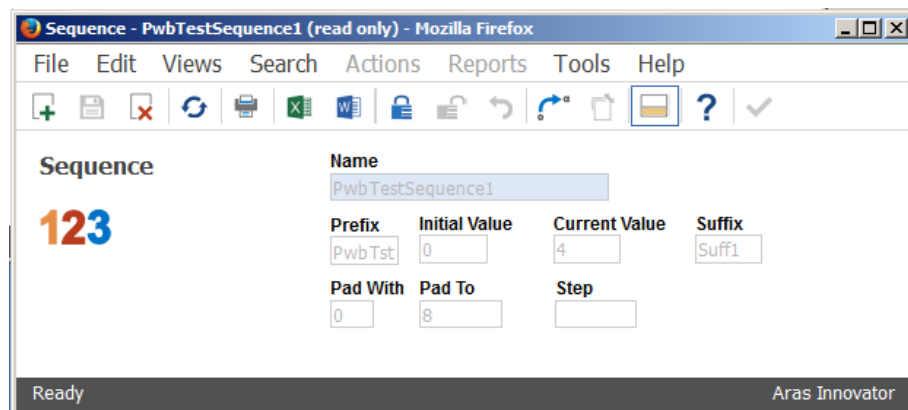 Sequence - PwbTestSequence1 (read only) - Mozilla Firefox
File Edit Views Search Actions Reports Tools Help
Sequence
123
Name
PwbTestSequence1
Prefix Initial Value Current Value Suffix
PwbTst 0 4 Suff1
Pad With Pad To Step
0 8
Ready Aras Innovator